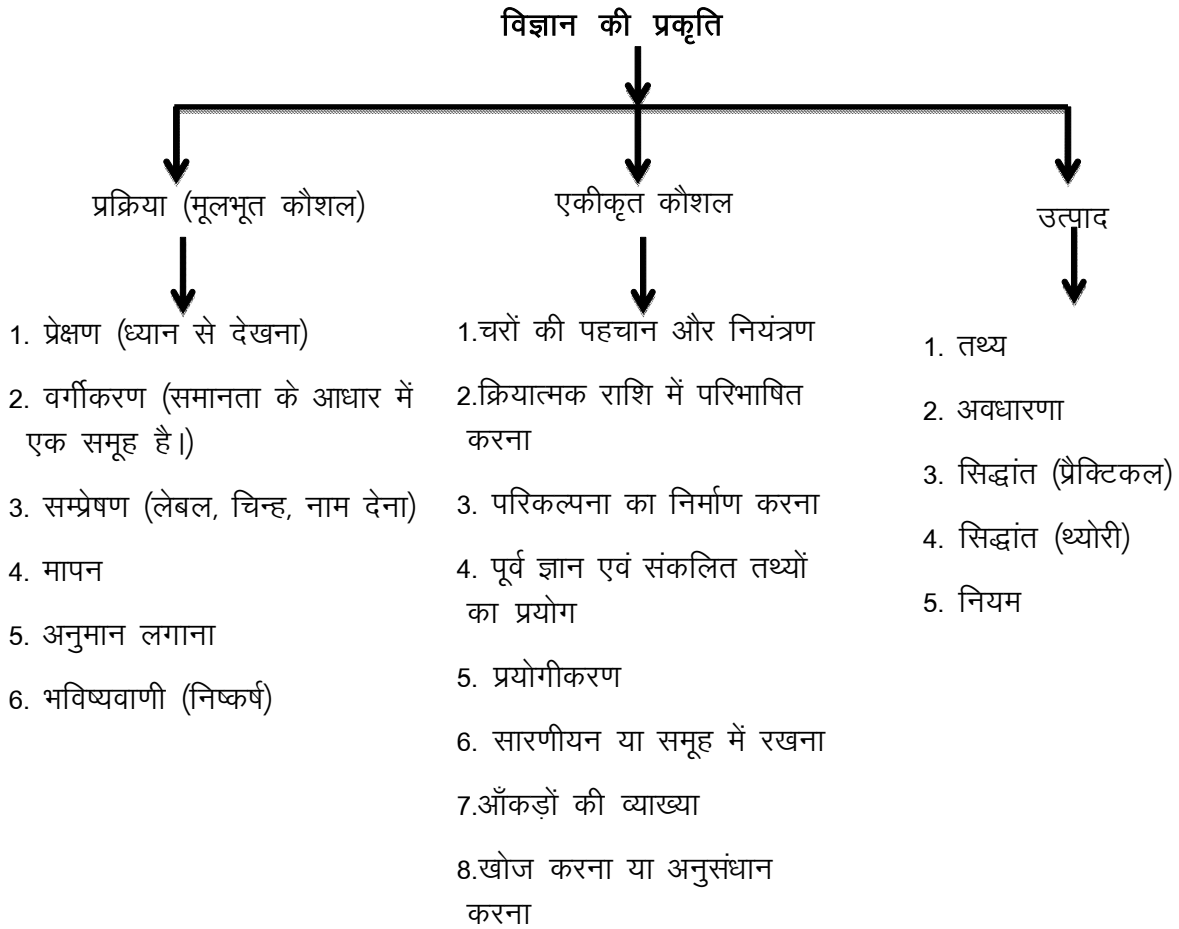 विज्ञान की प्रकृति
प्रक्रिया (मूलभूत कौशल)
1. प्रेक्षण (ध्यान से देखना)
2. वर्गीकरण (समानता के आधार में
एक समूह है।)
3. सम्प्रेषण (लेबल, चिन्ह, नाम देना)
4. मापन
5. अनुमान लगाना
6. भविष्यवाणी (निष्कर्ष)
एकीकृत कौशल
1.चरों की पहचान और नियंत्रण
2.क्रियात्मक राशि में परिभाषित
करना
3. परिकल्पना का निर्माण करना
4. पूर्व ज्ञान एवं संकलित तथ्यों
का प्रयोग
5. प्रयोगीकरण
6. सारणीयन या समूह में रखना
7.आँकड़ों की व्याख्या
8.खोज करना या अनुसंधान
करना
उत्पाद
1. तथ्य
2. अवधारणा
3. सिद्धांत (प्रैक्टिकल)
4. सिद्धांत (थ्योरी)
5. नियम